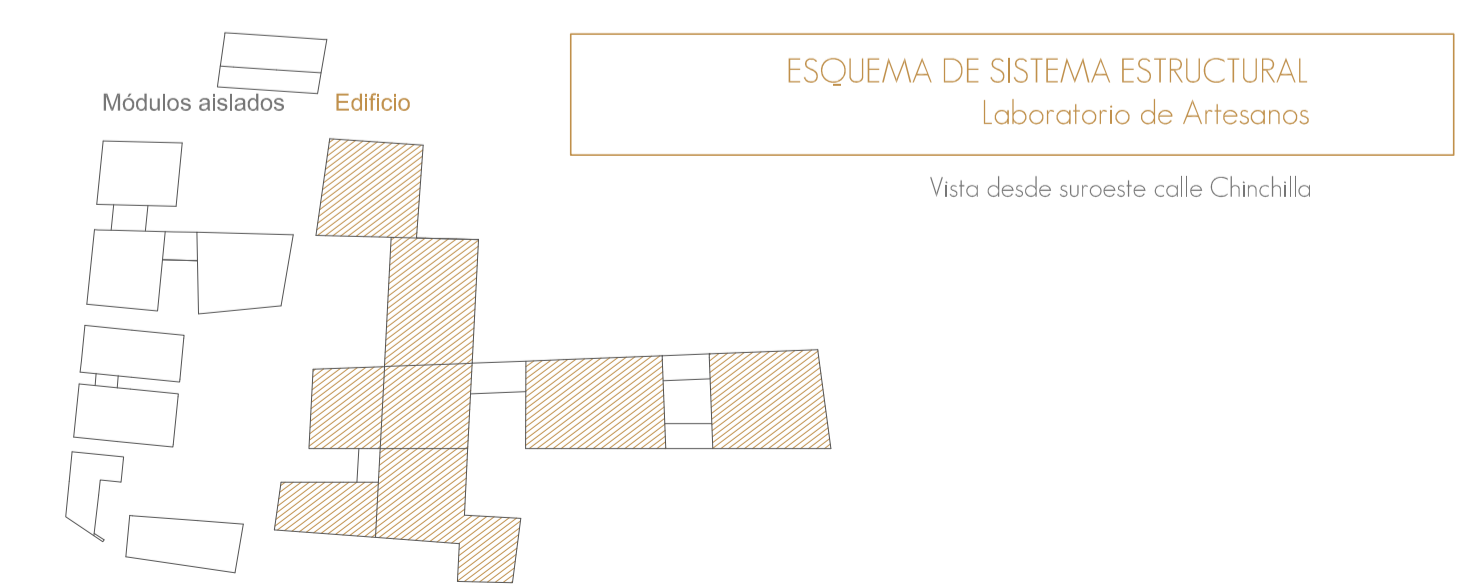 ESQUEMA DE SISTEMA ESTRUCTURAL
Laboratorio de Artesanos
Módulos aislados
Edificio
Vista desde suroeste calle Chinchilla